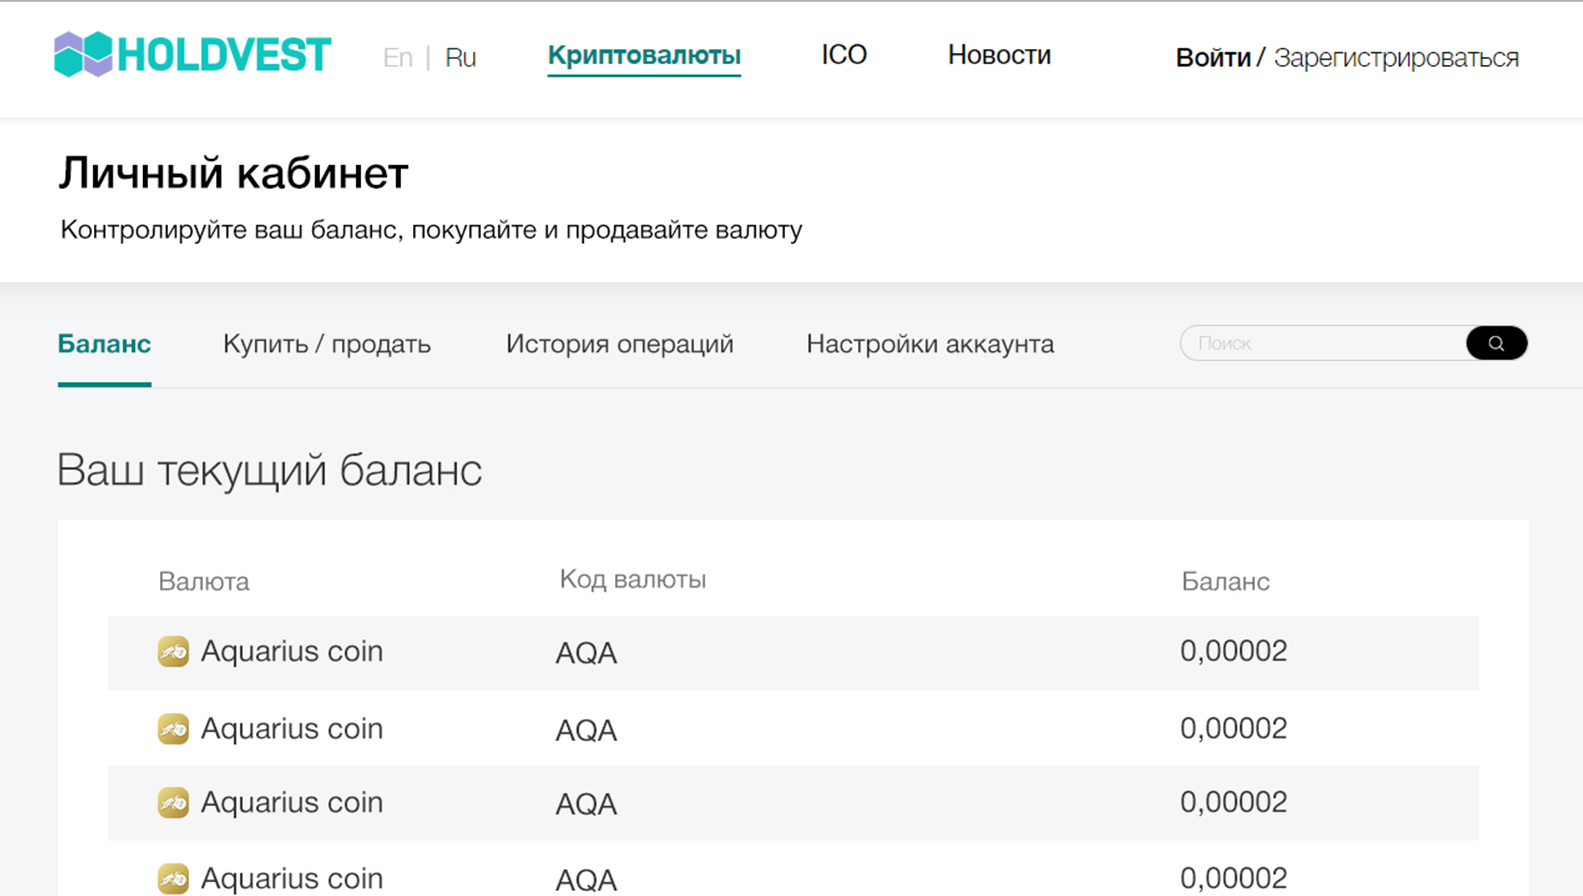 HOLDVEST En | Ru Криптовалюты ICO Новости Войти / Зарегистрироваться
Личный кабинет
Контролируйте ваш баланс, покупайте и продавайте валюту
Баланс Купить / продать История операций Настройки аккаунта Поиск
Ваш текущий баланс
Валюта Код валюты Баланс
Aquarius coin AQA 0,00002
Aquarius coin AQA 0,00002
Aquarius coin AQA 0,00002
Aquarius coin AQA 0,00002